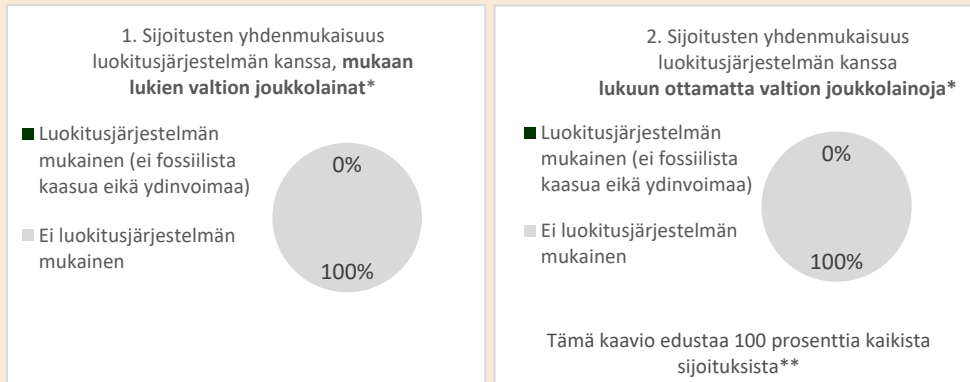 1. Sijoitusten yhdenmukaisuus
luokitusjärjestelmän kanssa, mukaan
lukien valtion joukkolainat*
Luokitusjärjestelmän
mukainen (ei fossiilista
kaasua eikä ydinvoimaa)
Ei luokitusjärjestelmän
mukainen
0%
100%
2. Sijoitusten yhdenmukaisuus
luokitusjärjestelmän kanssa
lukuun ottamatta valtion joukkolainoja*
Luokitusjärjestelmän
mukainen (ei fossiilista
kaasua eikä ydinvoimaa)
Ei luokitusjärjestelmän
mukainen
0%
100%
Tämä kaavio edustaa 100 prosenttia kaikista
sijoituksista**